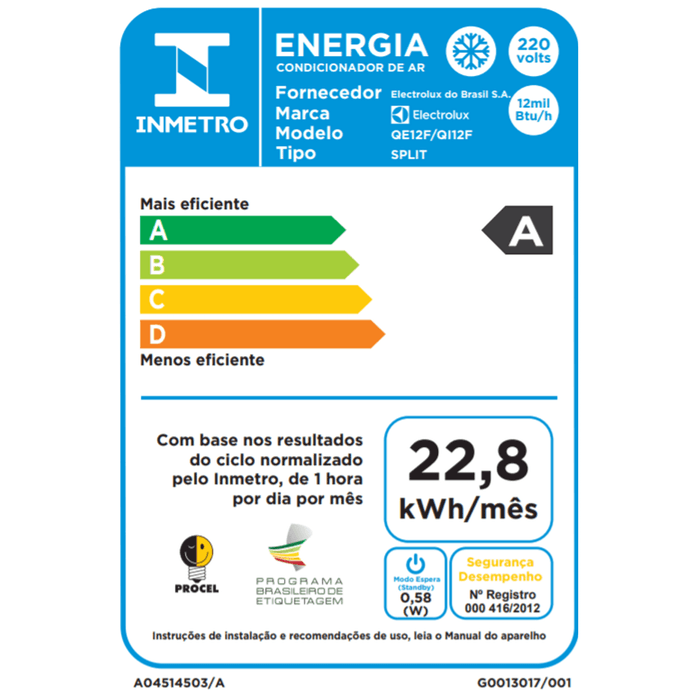 INMETRO
ENERGIA
CONDICIONADOR DE AR
220
volts
Fornecedor Electrolux do Brasil S.A.
Marca Electrolux
Modelo QE12F/QI12F
Tipo SPLIT
12mil
Btu/h
Mais eficiente
A
B
C
D
Menos eficiente
A
Com base nos resultados
do ciclo normalizado
pelo Inmetro, de 1 hora
por dia por mês
22,8
kWh/mês
PROCEL
PROGRAMA
BRASILEIRO DE
ETIQUETAGEM
Modo Espera
(Standby)
0,58
(W)
Segurança
Desempenho
Nº Registro
000 416/2012
Instruções de instalação e recomendações de uso, leia o Manual do aparelho
A04514503/A G0013017/001